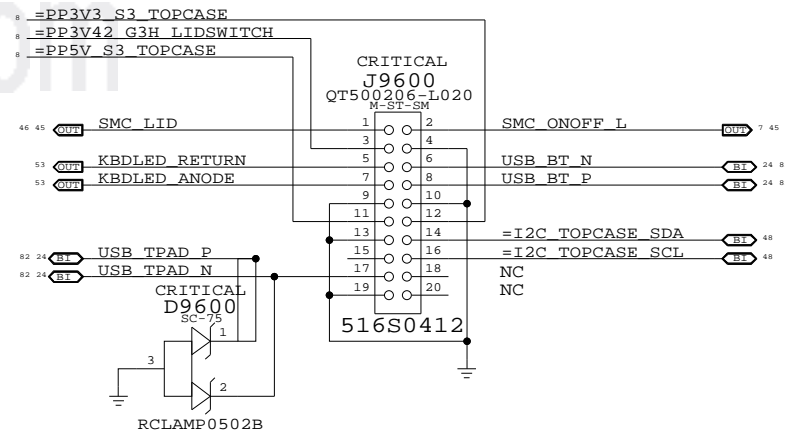 om
8 =PP3V3_S3_TOPCASE
8 =PP3V42_G3H_LIDSWITCH
8 =PP5V_S3_TOPCASE
CRITICAL
J9600
QT500206-L020
M-ST-SM
46 45 OUT SMC_LID 1 2 SMC_ONOFF_L OUT 7 45
3 4
53 OUT KBDLED_RETURN 5 6 USB_BT_N BI 24 8
53 OUT KBDLED_ANODE 7 8 USB_BT_P BI 24 8
9 10
11 12
13 14 =I2C_TOPCASE_SDA BI 48
82 24 BI USB_TPAD_P 15 16 =I2C_TOPCASE_SCL BI 48
82 24 BI USB_TPAD_N 17 18 NC
19 20 NC
CRITICAL
D9600
SC-75
516S0412
1
3
2
RCLAMP0502B